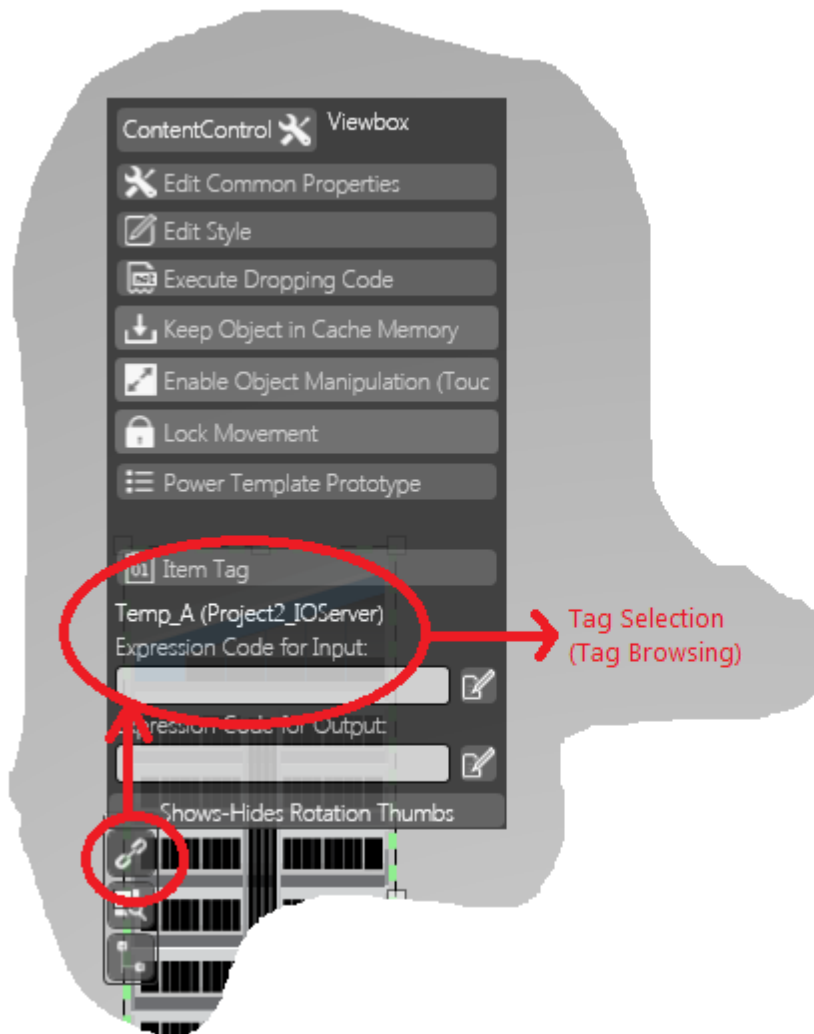 ContentControl Viewbox
Edit Common Properties
Edit Style
Execute Dropping Code
Keep Object in Cache Memory
Enable Object Manipulation (Touc
Lock Movement
Power Template Prototype
01 Item Tag
Temp_A (Project2_IOServer)
Expression Code for Input:
Tag Selection
(Tag Browsing)
Expression Code for Output:
Shows-Hides Rotation Thumbs